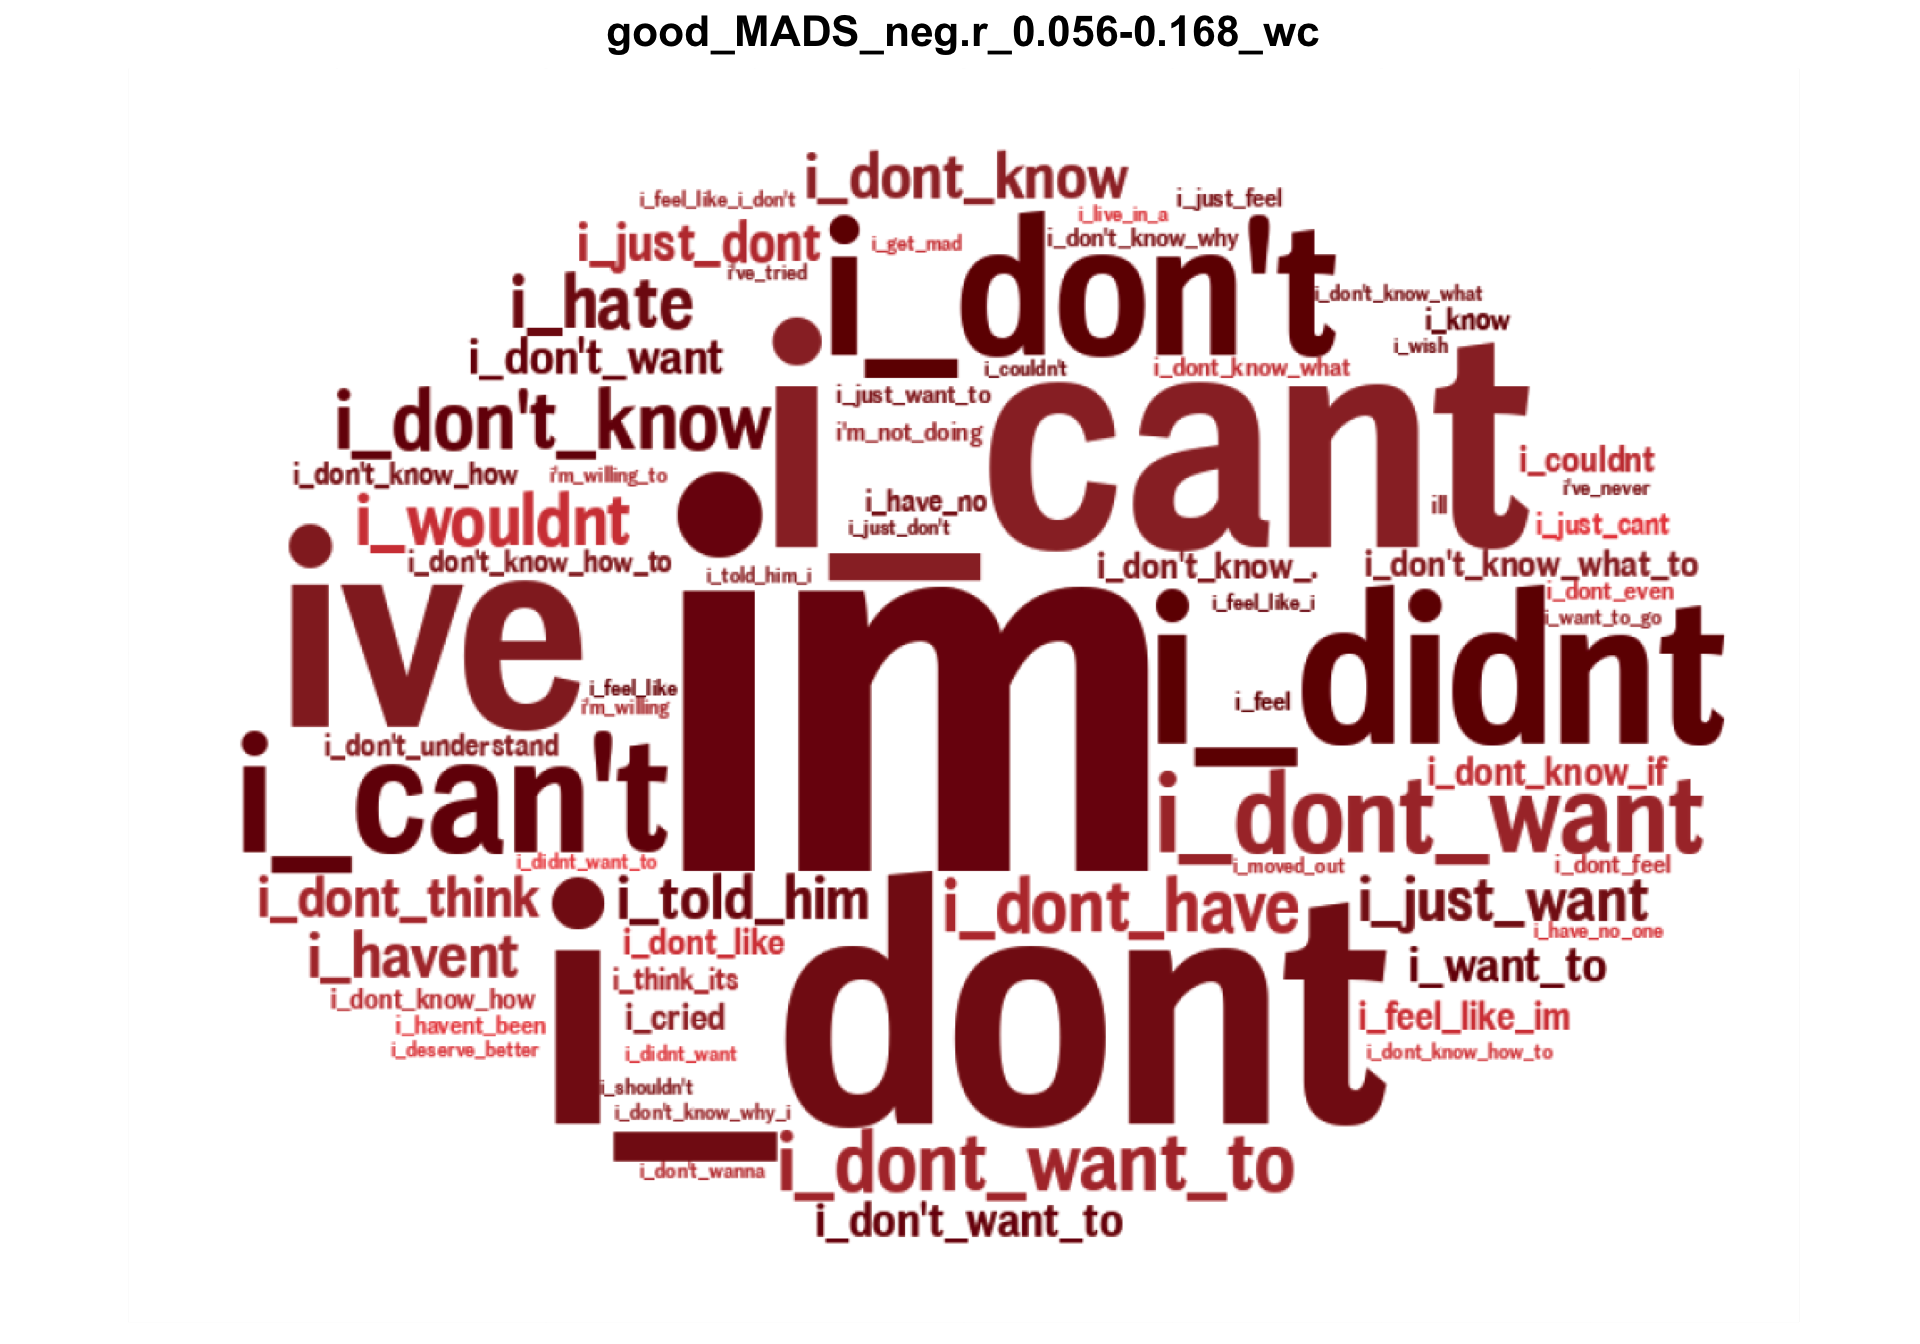 good_MADS_neg.r_0.056-0.168_wc
i_dont_know
i_feel_like_i_don't
i_just_feel
i_live_in_a
i_just_dont
i_get_mad
i_don't
i_don't_know_why
i've_tried
i_hate
i_don't_know_what
i_know
i_wish
i_don't_want
i_couldn't
i_dont_know_what
i_cant
i_just_want_to
i_don't_know
i'm_not_doing
i_couldnt
i_don't_know_how
i'm_willing_to
i've_never
i_have_no
ill
i_wouldnt
i_just_don't
i_just_cant
i_don't_know_how_to
i_told_him_i
i_don't_know_.
i_don't_know_what_to
i_dont_even
i_feel_like_i
i_want_to_go
ive
im
i_didnt
i_feel_like
i'm_willing
i_feel
i_don't_understand
i_can't
i_dont_know_if
i_dont_want
i_didnt_want_to
i_moved_out
i_dont_feel
i_dont_think
i_told_him
i_dont_have
i_just_want
i_have_no_one
i_havent
i_dont_like
i_think_its
i_want_to
i_dont_know_how
i_cried
i_dont
i_feel_like_im
i_havent_been
i_deserve_better
i_didnt_want
i_dont_know_how_to
i_shouldn't
i_don't_know_why_i
i_don't_wanna
i_dont_want_to
i_don't_want_to